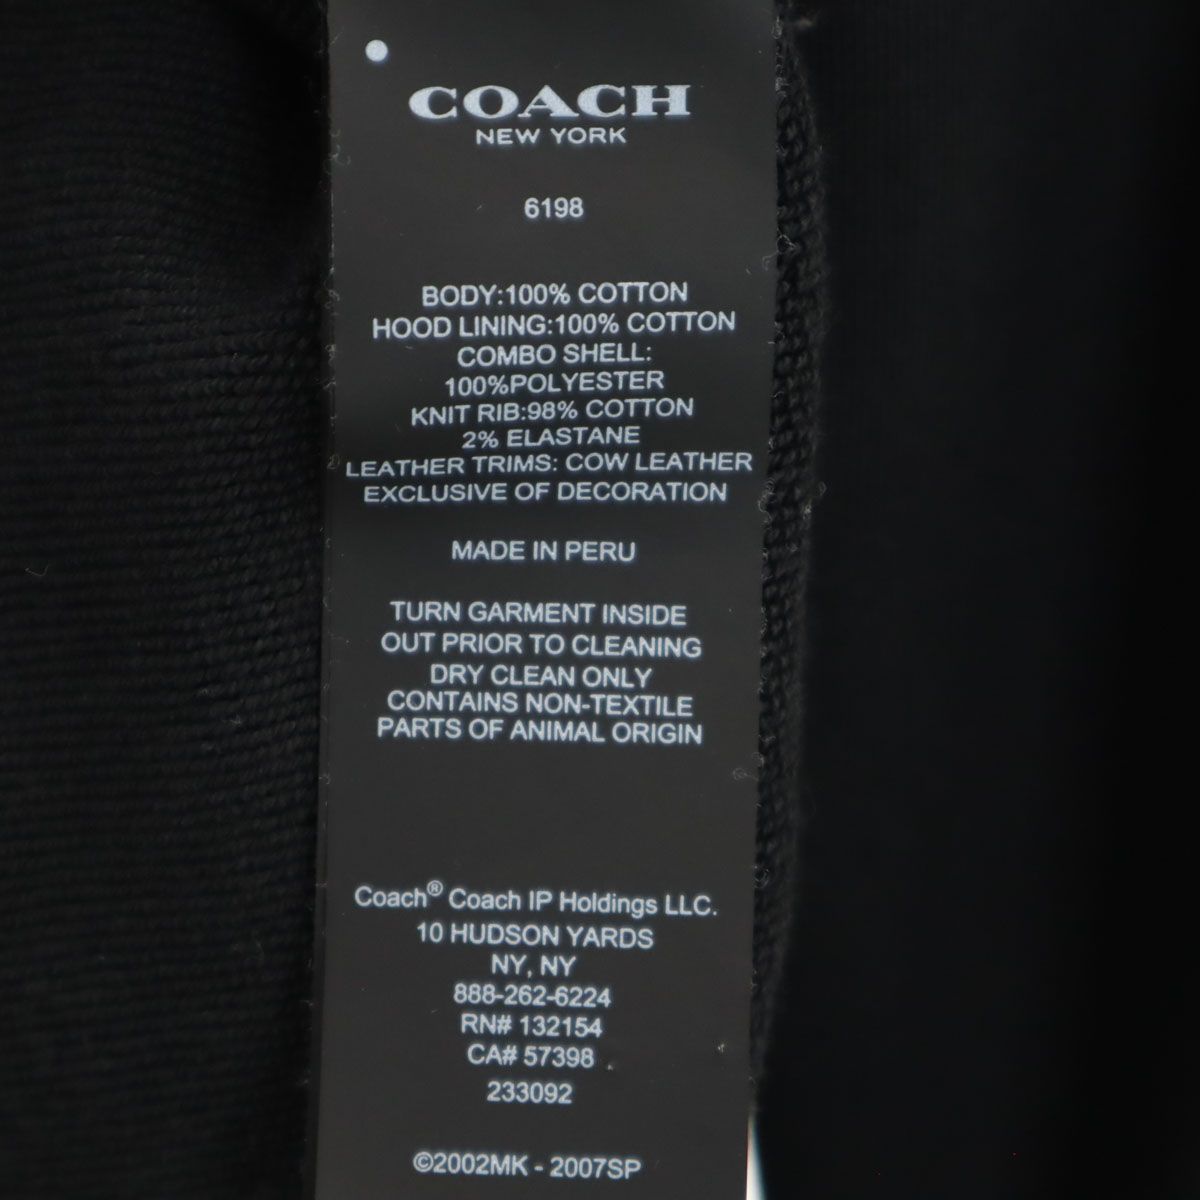 COACH
NEW YORK
6198
BODY:100% COTTON
HOOD LINING:100% COTTON
COMBO SHELL:
100%POLYESTER
KNIT RIB:98% COTTON
2% ELASTANE
LEATHER TRIMS: COW LEATHER
EXCLUSIVE OF DECORATION
MADE IN PERU
TURN GARMENT INSIDE
OUT PRIOR TO CLEANING
DRY CLEAN ONLY
CONTAINS NON-TEXTILE
PARTS OF ANIMAL ORIGIN
Coach® Coach IP Holdings LLC.
10 HUDSON YARDS
NY, NY
888-262-6224
RN# 132154
CA# 57398
233092
©2002MK - 2007SP